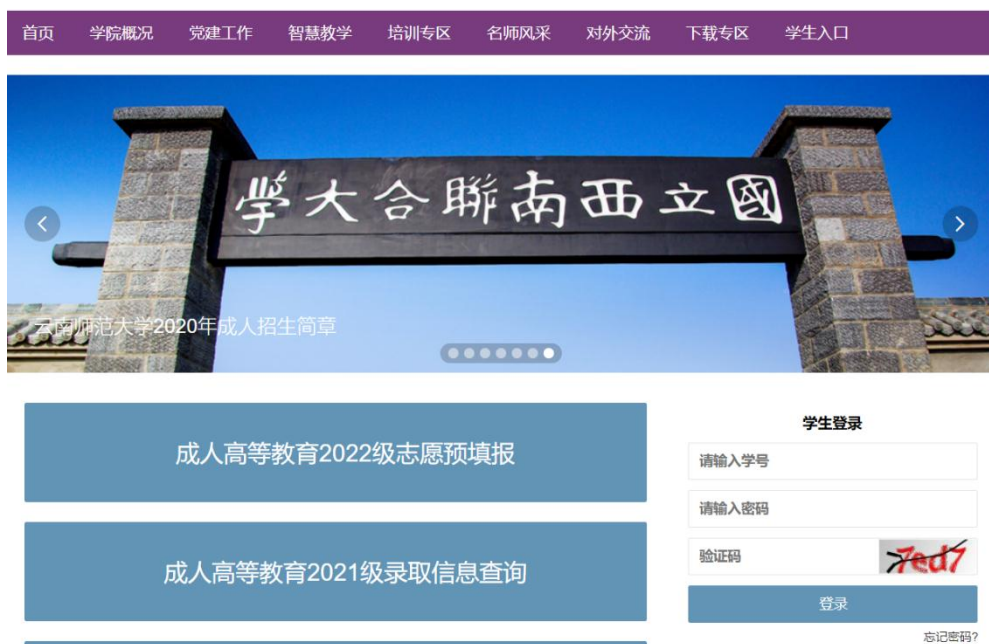 首页 学院概况 党建工作 智慧教学 培训专区 名师风采 对外交流 下载专区 学生入口
學大合聯南西立國
云南师范大学2020年成人招生简章
成人高等教育2022级志愿预填报
成人高等教育2021级录取信息查询
学生登录
请输入学号
请输入密码
验证码 7ed7
登录
忘记密码?